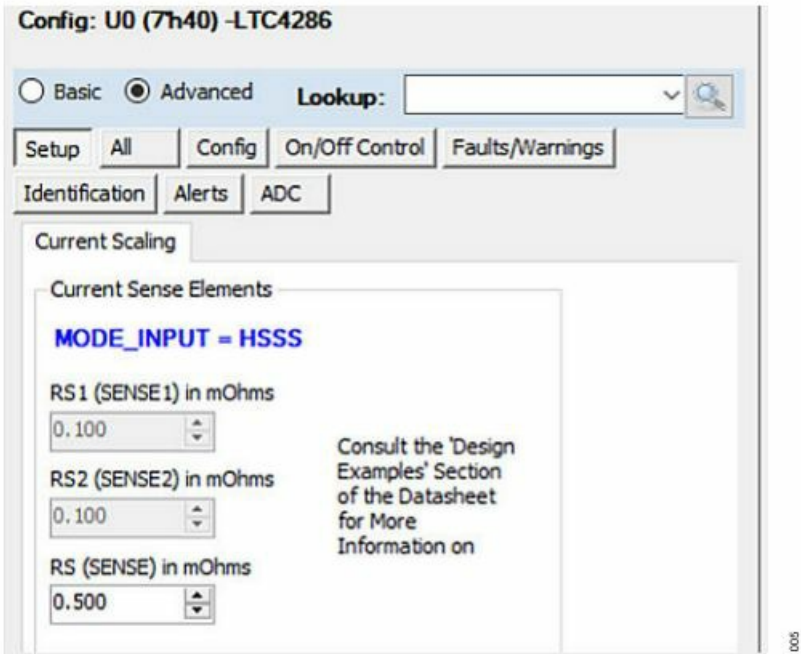 Config: U0 (7'h40) -LTC4286
Basic Advanced Lookup:
Setup All Config On/Off Control Faults/Warnings
Identification Alerts ADC
Current Scaling
Current Sense Elements
MODE_INPUT = HSSS
RS1 (SENSE1) in mOhms
0.100
RS2 (SENSE2) in mOhms
0.100
RS (SENSE) in mOhms
0.500
Consult the 'Design
Examples' Section
of the Datasheet
for More
Information on
005